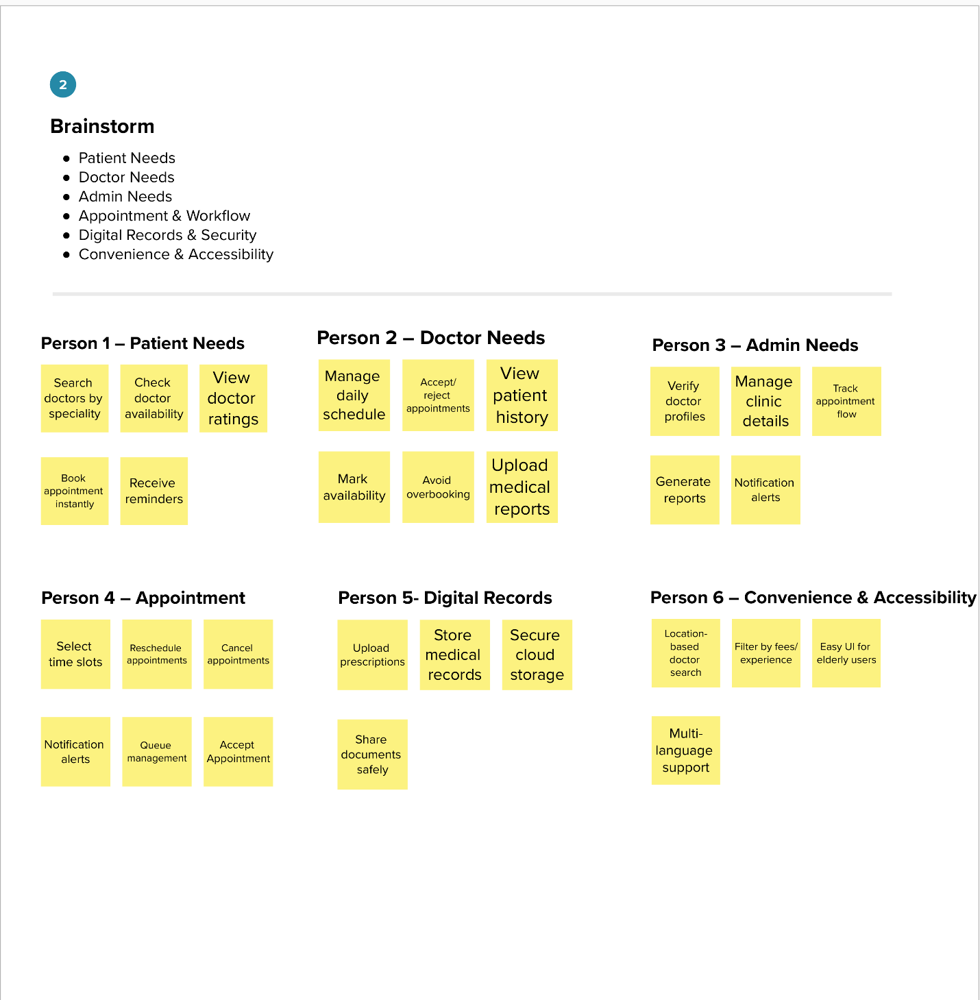 2
Brainstorm
● Patient Needs
● Doctor Needs
● Admin Needs
● Appointment & Workflow
● Digital Records & Security
● Convenience & Accessibility
Person 1 – Patient Needs
Search
doctors by
speciality
Check
doctor
availability
View
doctor
ratings
Book
appointment
instantly
Receive
reminders
Person 2 – Doctor Needs
Manage
daily
schedule
Accept/
reject
appointments
View
patient
history
Mark
availability
Avoid
overbooking
Upload
medical
reports
Person 3 – Admin Needs
Verify
doctor
profiles
Manage
clinic
details
Track
appointment
flow
Generate
reports
Notification
alerts
Person 4 – Appointment
Select
time slots
Reschedule
appointments
Cancel
appointments
Notification
alerts
Queue
management
Accept
Appointment
Person 5- Digital Records
Upload
prescriptions
Store
medical
records
Secure
cloud
storage
Share
documents
safely
Person 6 – Convenience & Accessibility
Location-
based
doctor
search
Filter by fees/
experience
Easy UI for
elderly users
Multi-
language
support